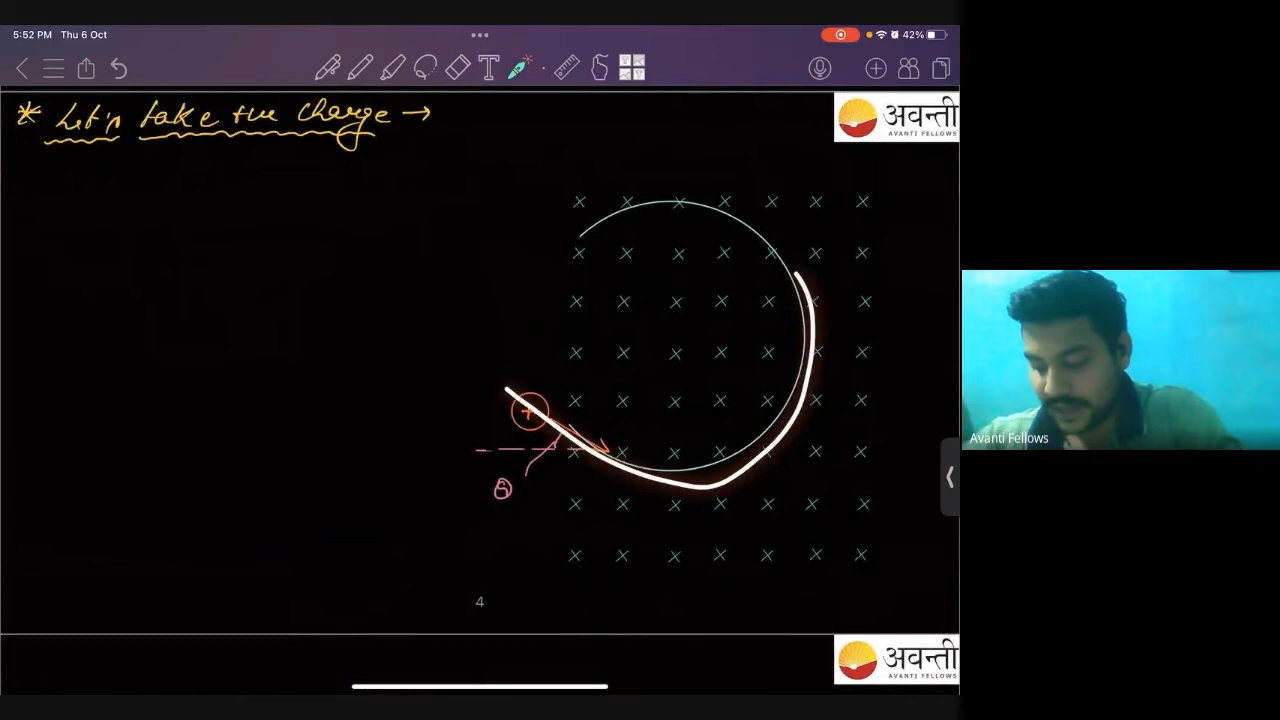 5:52 PM Thu 6 Oct
42%
* Let's take the charge →
अवन्ती
AVANTI FELLOWS
+
θ
Avanti Fellows
4
अवन्ती
AVANTI FELLOWS